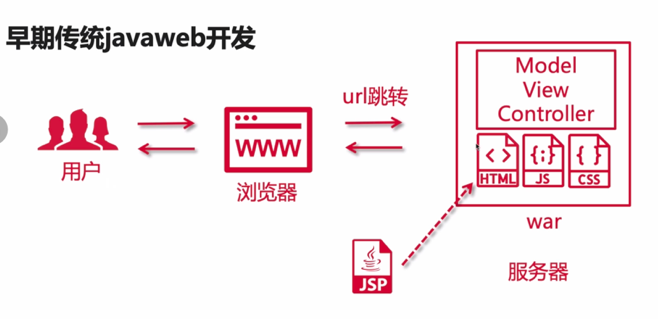 早期传统javaweb开发
用户
WWW
浏览器
url跳转
Model
View
Controller
< >
HTML
{;}
JS
{ }
CSS
war
服务器
JSP